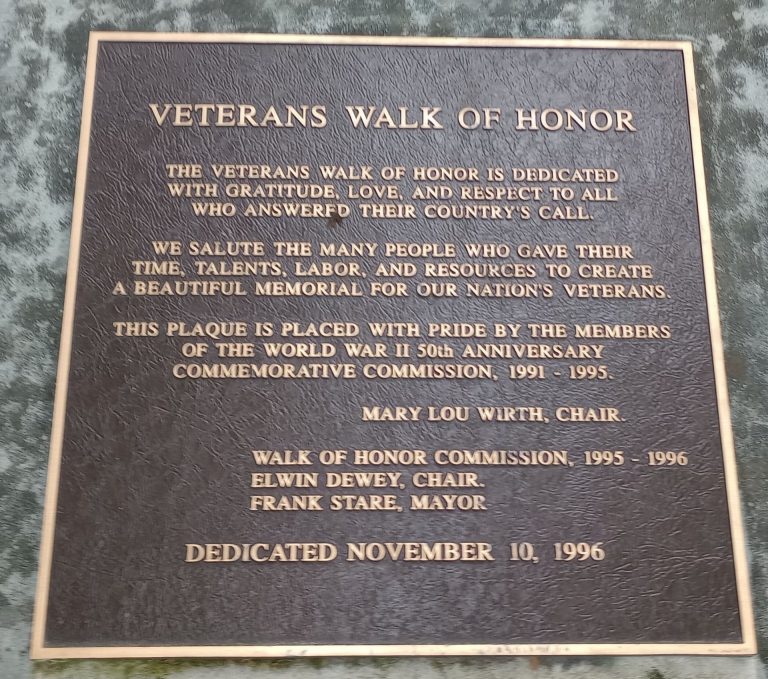 VETERANS WALK OF HONOR
THE VETERANS WALK OF HONOR IS DEDICATED
WITH GRATITUDE, LOVE, AND RESPECT TO ALL
WHO ANSWERED THEIR COUNTRY'S CALL.
WE SALUTE THE MANY PEOPLE WHO GAVE THEIR
TIME, TALENTS, LABOR, AND RESOURCES TO CREATE
A BEAUTIFUL MEMORIAL FOR OUR NATION'S VETERANS.
THIS PLAQUE IS PLACED WITH PRIDE BY THE MEMBERS
OF THE WORLD WAR II 50th ANNIVERSARY
COMMEMORATIVE COMMISSION, 1991 - 1995.
MARY LOU WIRTH, CHAIR.
WALK OF HONOR COMMISSION, 1995 - 1996
ELWIN DEWEY, CHAIR.
FRANK STARE, MAYOR
DEDICATED NOVEMBER 10, 1996